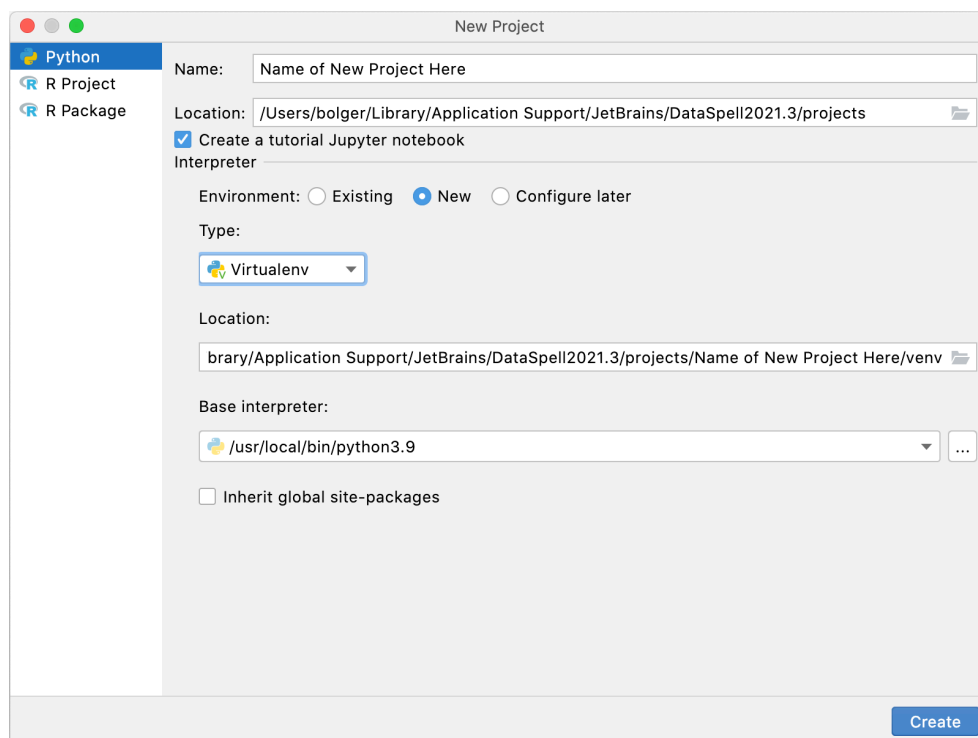 New Project
Python
R Project
R Package
Name: Name of New Project Here
Location: /Users/bolger/Library/Application Support/JetBrains/DataSpell2021.3/projects
Create a tutorial Jupyter notebook
Interpreter
Environment: Existing New Configure later
Type:
Virtualenv
Location:
brary/Application Support/JetBrains/DataSpell2021.3/projects/Name of New Project Here/venv
Base interpreter:
/usr/local/bin/python3.9 ...
Inherit global site-packages
Create